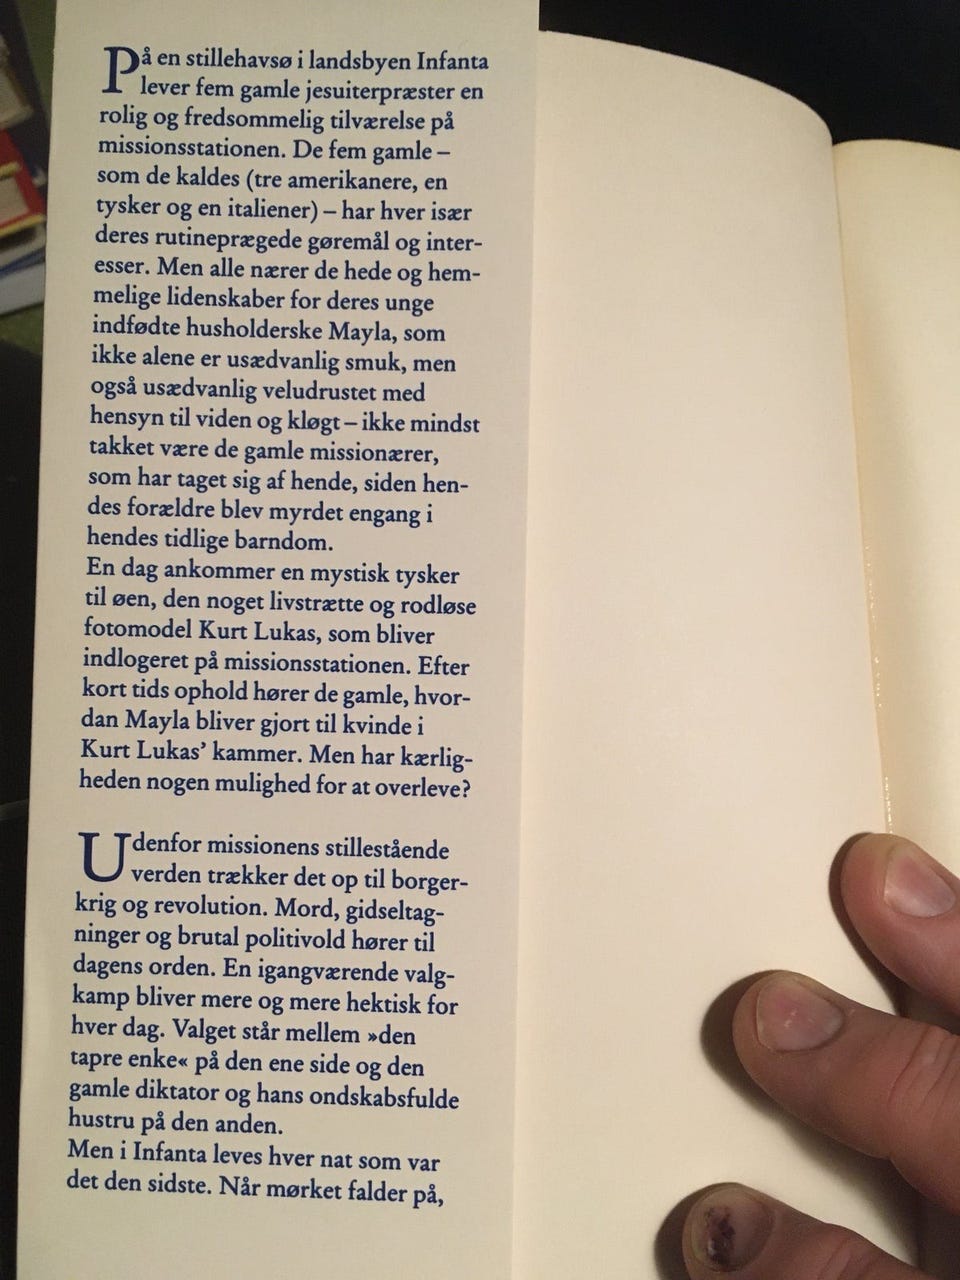 På en stillehavsø i landsbyen Infanta
lever fem gamle jesuiterpræster en
rolig og fredsommelig tilværelse på
missionsstationen. De fem gamle –
som de kaldes (tre amerikanere, en
tysker og en italiener) – har hver især
deres rutineprægede gøremål og inter-
esser. Men alle nærer de hede og hem-
melige lidenskaber for deres unge
indfødte husholderske Mayla, som
ikke alene er usædvanlig smuk, men
også usædvanlig veludrustet med
hensyn til viden og kløgt – ikke mindst
takket være de gamle missionærer,
som har taget sig af hende, siden hen-
des forældre blev myrdet engang i
hendes tidlige barndom.
En dag ankommer en mystisk tysker
til øen, den noget livstrætte og rodløse
fotomodel Kurt Lukas, som bliver
indlogeret på missionsstationen. Efter
kort tids ophold hører de gamle, hvor-
dan Mayla bliver gjort til kvinde i
Kurt Lukas’ kammer. Men har kærlig-
heden nogen mulighed for at overleve?
Udenfor missionens stillestående
verden trækker det op til borger-
krig og revolution. Mord, gidseltag-
ninger og brutal politivold hører til
dagens orden. En igangværende valg-
kamp bliver mere og mere hektisk for
hver dag. Valget står mellem »den
tapre enke« på den ene side og den
gamle diktator og hans ondskabsfulde
hustru på den anden.
Men i Infanta leves hver nat som var
det den sidste. Når mørket falder på,